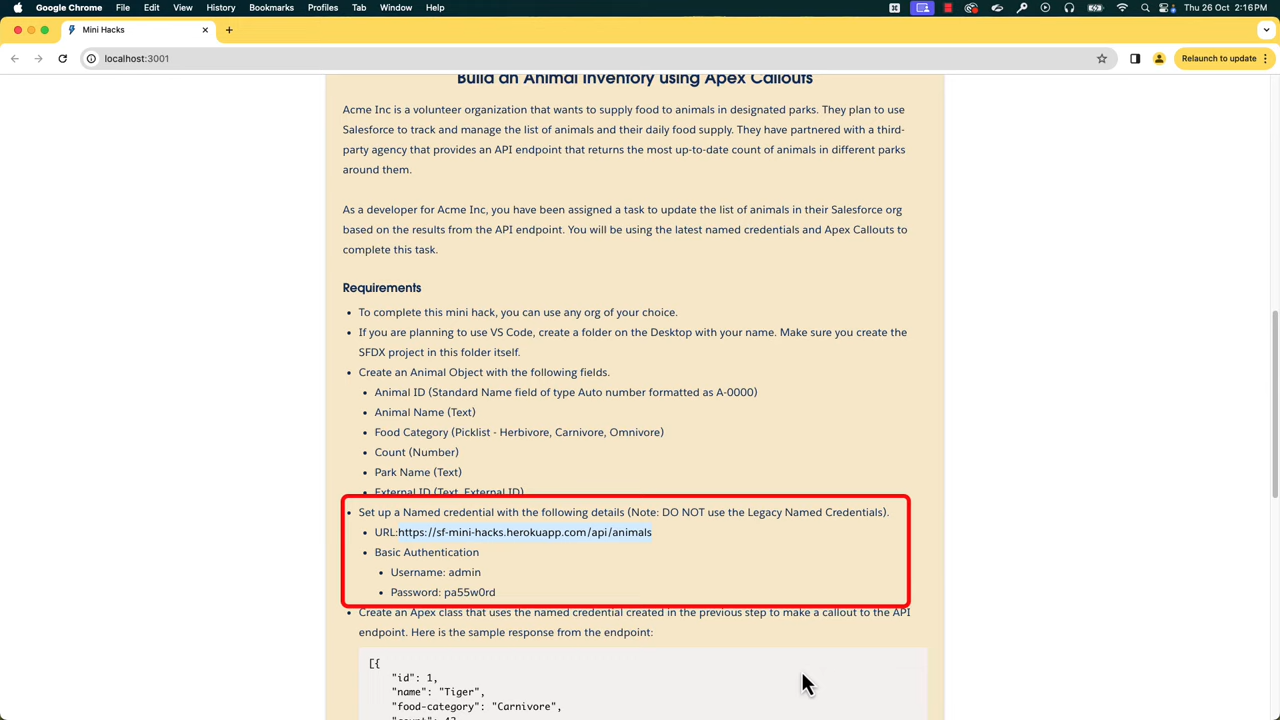 Google Chrome File Edit View History Bookmarks Profiles Tab Window Help Thu 26 Oct 2:16 PM
Mini Hacks
localhost:3001 Relaunch to update
Build an Animal Inventory using Apex Callouts
Acme Inc is a volunteer organization that wants to supply food to animals in designated parks. They plan to use
Salesforce to track and manage the list of animals and their daily food supply. They have partnered with a third-
party agency that provides an API endpoint that returns the most up-to-date count of animals in different parks
around them.
As a developer for Acme Inc, you have been assigned a task to update the list of animals in their Salesforce org
based on the results from the API endpoint. You will be using the latest named credentials and Apex Callouts to
complete this task.
Requirements
• To complete this mini hack, you can use any org of your choice.
• If you are planning to use VS Code, create a folder on the Desktop with your name. Make sure you create the
SFDX project in this folder itself.
• Create an Animal Object with the following fields.
• Animal ID (Standard Name field of type Auto number formatted as A-0000)
• Animal Name (Text)
• Food Category (Picklist - Herbivore, Carnivore, Omnivore)
• Count (Number)
• Park Name (Text)
• External ID (Text, External ID)
• Set up a Named credential with the following details (Note: DO NOT use the Legacy Named Credentials).
• URL:https://sf-mini-hacks.herokuapp.com/api/animals
• Basic Authentication
• Username: admin
• Password: pa55w0rd
• Create an Apex class that uses the named credential created in the previous step to make a callout to the API
endpoint. Here is the sample response from the endpoint:
[{
"id": 1,
"name": "Tiger",
"food-category": "Carnivore",